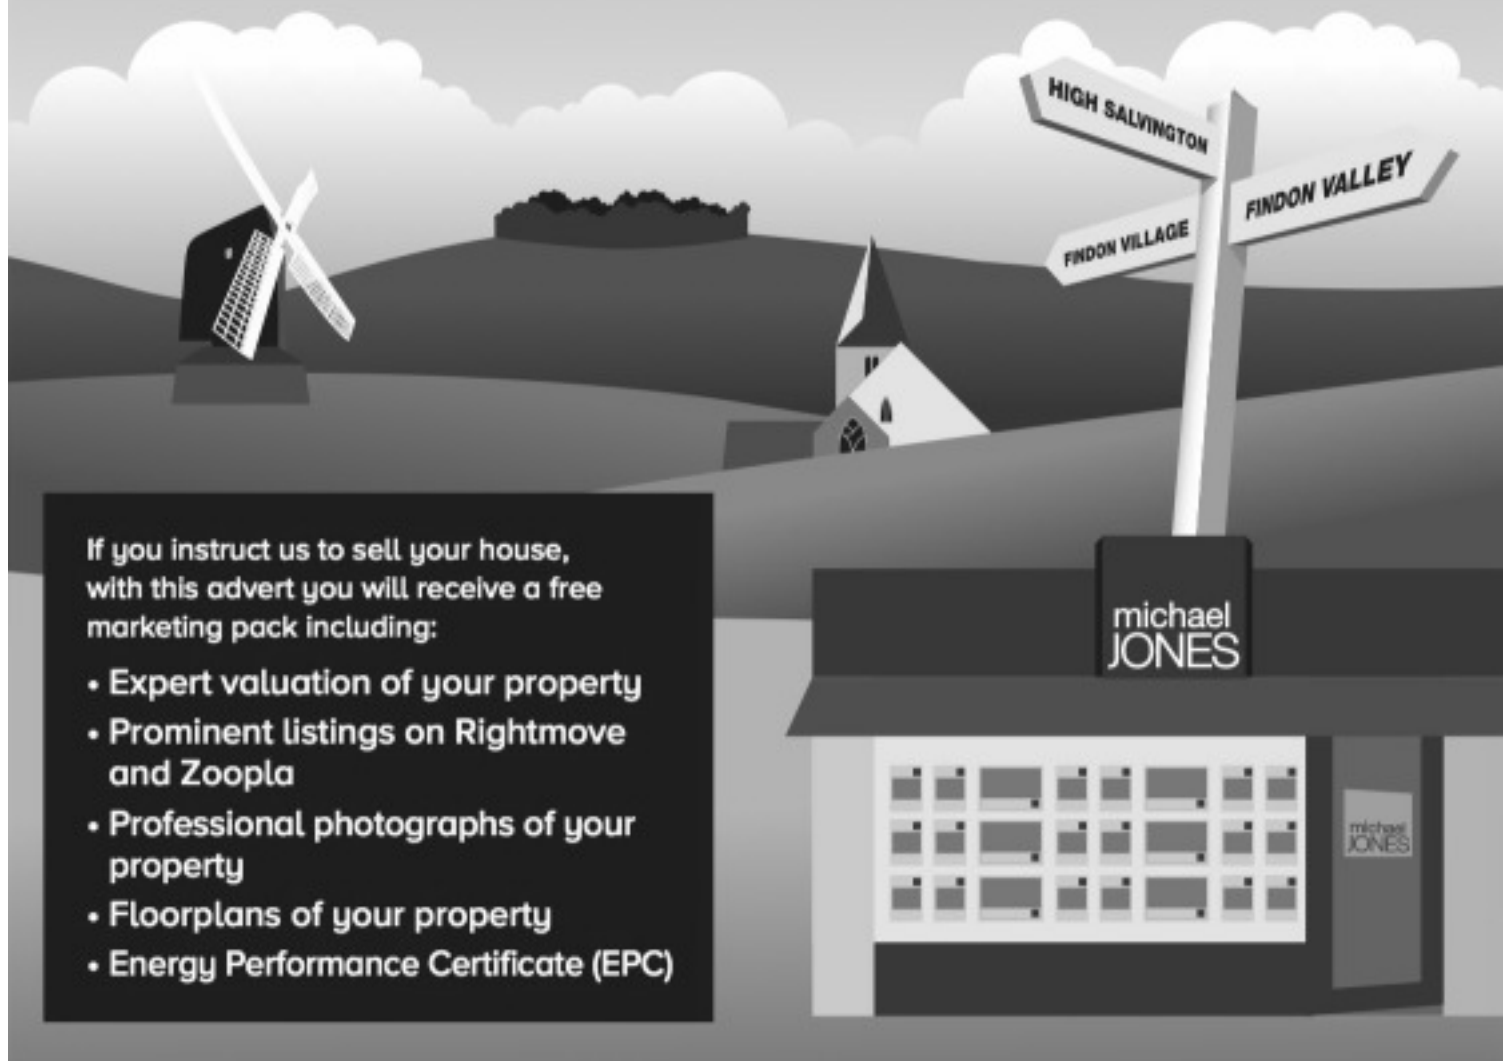 HIGH SALVINGTON
FINDON VALLEY
FINDON VILLAGE
If you instruct us to sell your house,
with this advert you will receive a free
marketing pack including:
• Expert valuation of your property
• Prominent listings on Rightmove
and Zoopla
• Professional photographs of your
property
• Floorplans of your property
• Energy Performance Certificate (EPC)
michael
JONES
michael
JONES